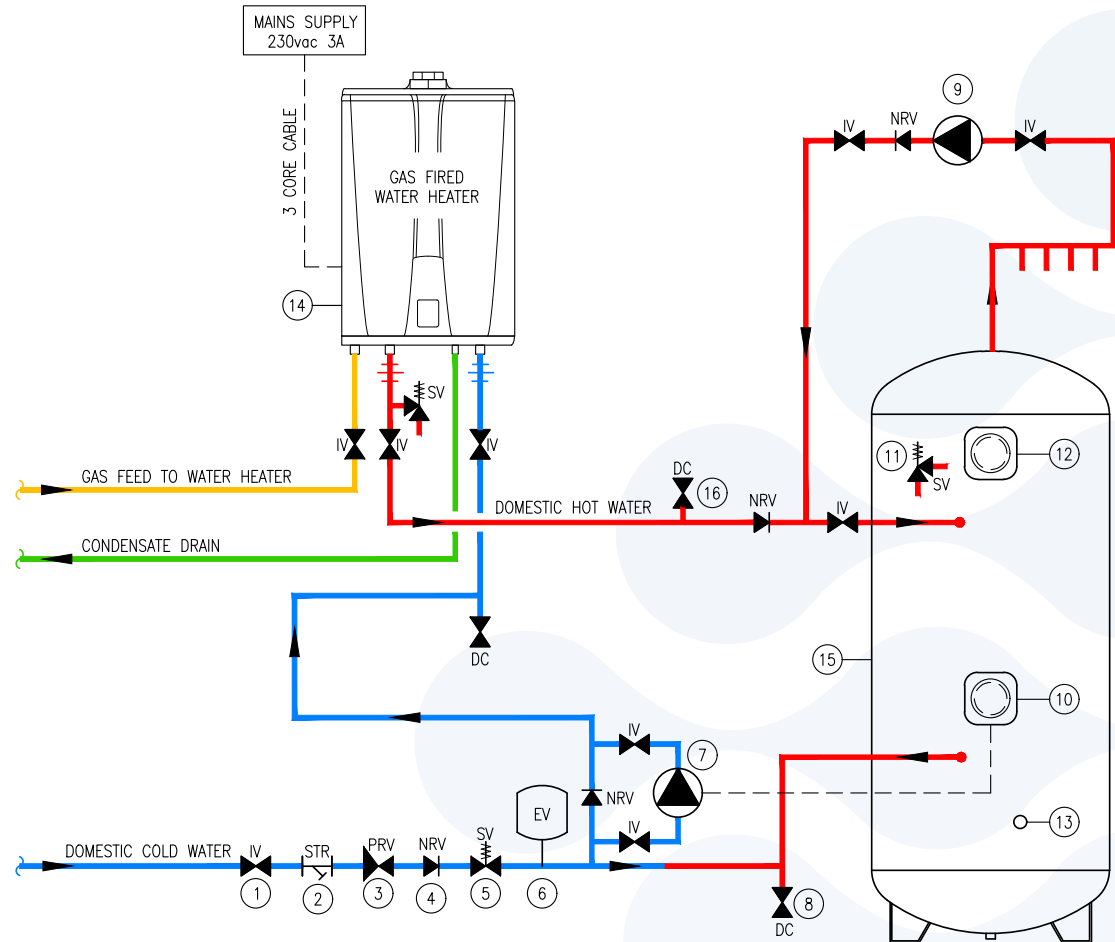 MAINS SUPPLY
230vac 3A
3 CORE CABLE
GAS FIRED
WATER HEATER
14
9
IV
NRV
IV
SV
IV
IV
IV
GAS FEED TO WATER HEATER
11
SV
12
DC
16
DOMESTIC HOT WATER
NRV
IV
CONDENSATE DRAIN
DC
15
10
IV
7
NRV
EV
IV
13
DOMESTIC COLD WATER
IV
STR
PRV
NRV
SV
1
2
3
4
5
6
8
DC